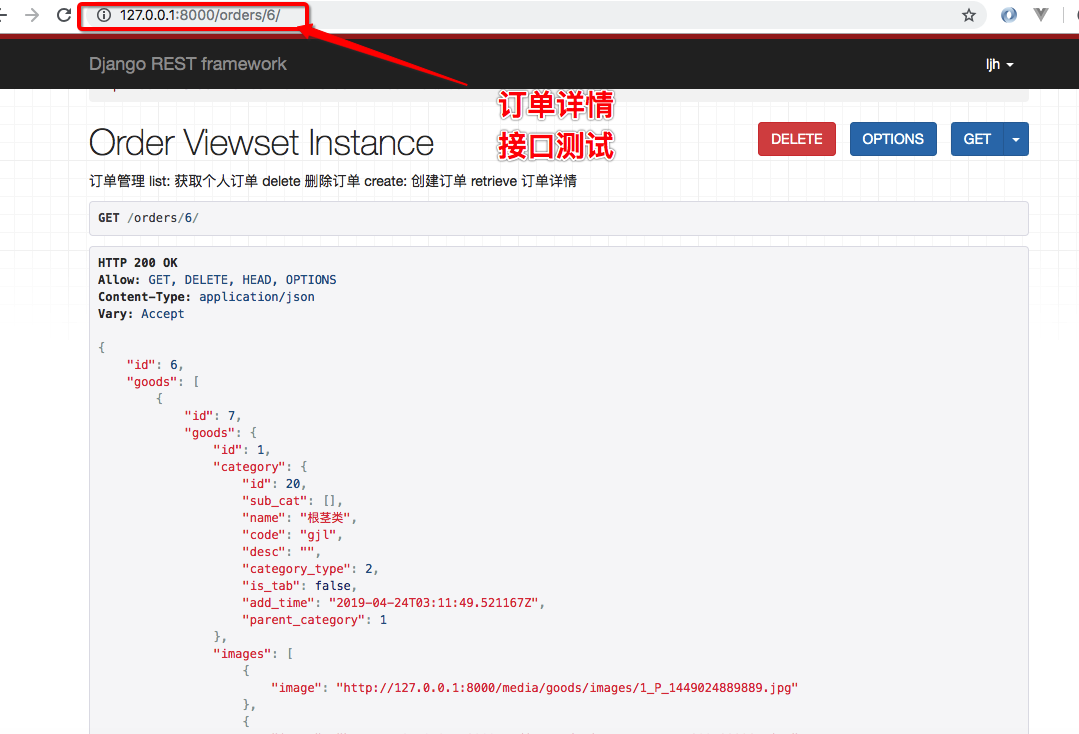 127.0.0.1:8000/orders/6/
Django REST framework
ljh
订单详情
接口测试
Order Viewset Instance
DELETE
OPTIONS
GET
订单管理 list: 获取个人订单 delete 删除订单 create: 创建订单 retrieve 订单详情
GET /orders/6/
HTTP 200 OK
Allow: GET, DELETE, HEAD, OPTIONS
Content-Type: application/json
Vary: Accept
{
"id": 6,
"goods": [
{
"id": 7,
"goods": {
"id": 1,
"category": {
"id": 20,
"sub_cat": [],
"name": "根茎类",
"code": "gjl",
"desc": "",
"category_type": 2,
"is_tab": false,
"add_time": "2019-04-24T03:11:49.521167Z",
"parent_category": 1
},
"images": [
{
"image": "http://127.0.0.1:8000/media/goods/images/1_P_1449024889889.jpg"
},
{